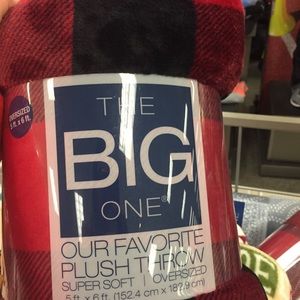 OVERSIZED
5 ft. x 6 ft.
THE
BIG
ONE®
OUR FAVORITE
PLUSH THROW
SUPER SOFT | OVERSIZED
5 ft. x 6 ft. (152.4 cm x 182.9 cm)